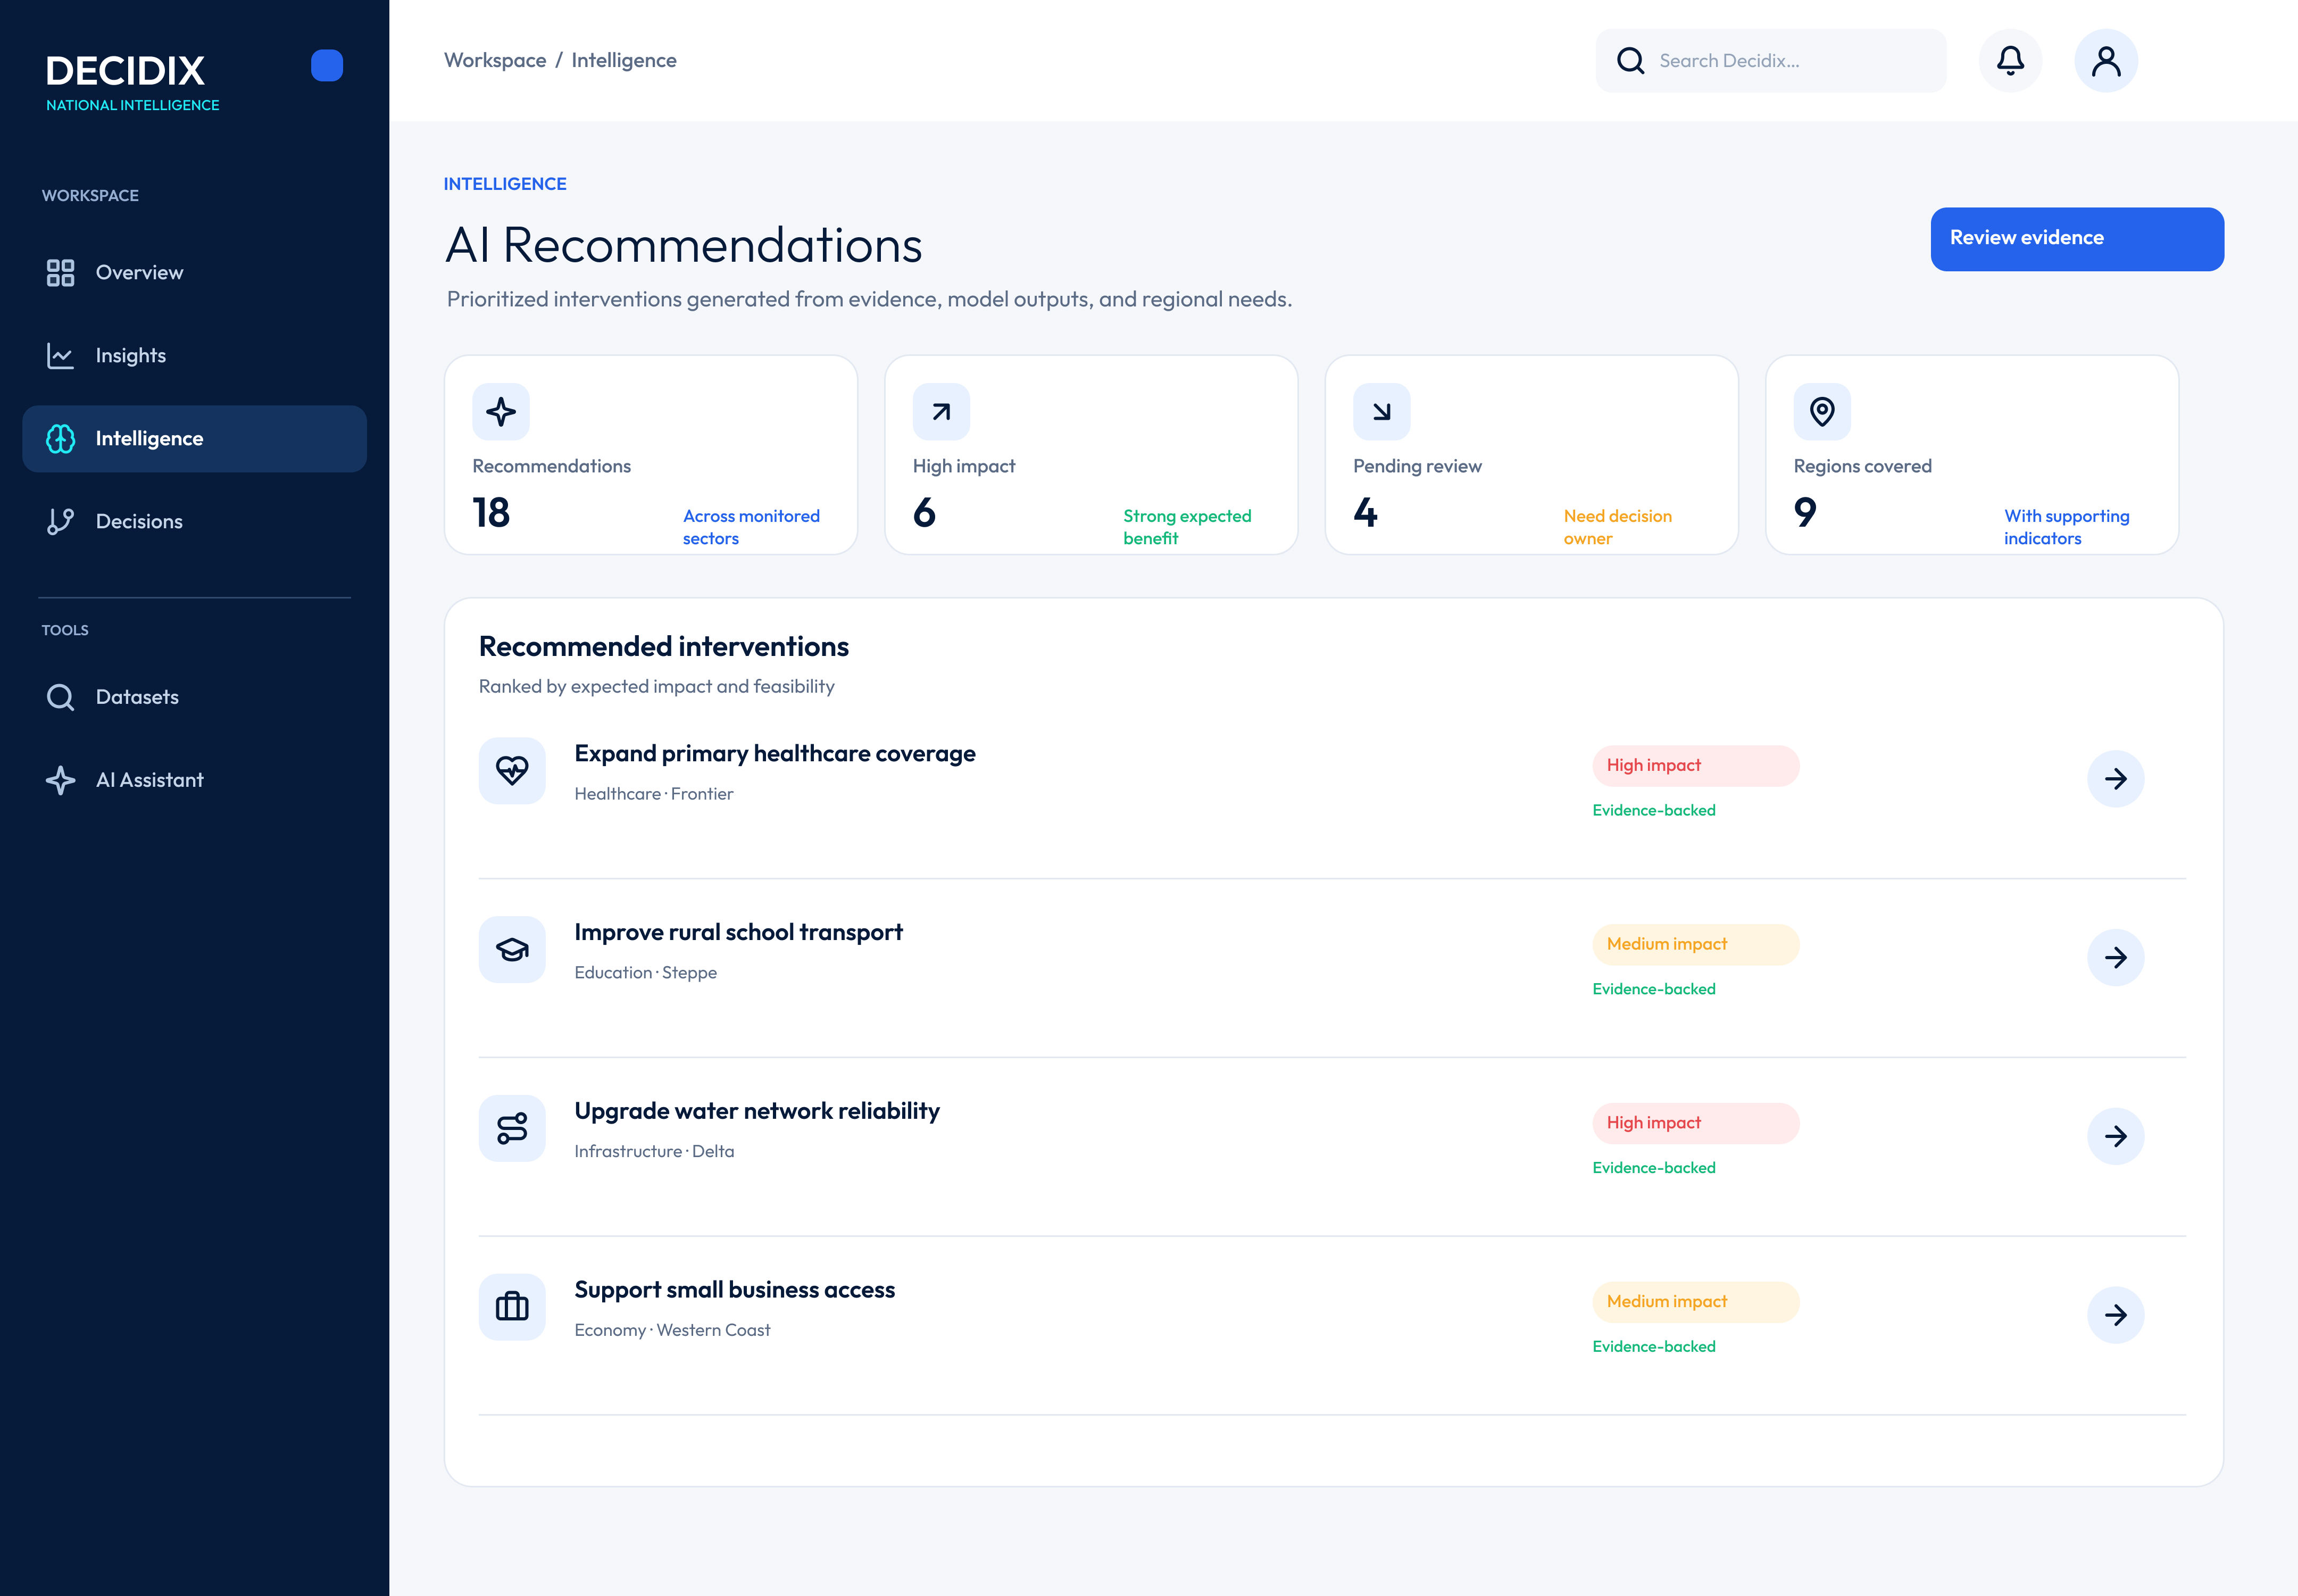 DECIDIX
NATIONAL INTELLIGENCE
WORKSPACE
Overview
Insights
Intelligence
Decisions
TOOLS
Datasets
AI Assistant
Workspace / Intelligence
Search Decidix...
INTELLIGENCE
AI Recommendations
Prioritized interventions generated from evidence, model outputs, and regional needs.
Review evidence
Recommendations
18
Across monitored
sectors
High impact
6
Strong expected
benefit
Pending review
4
Need decision
owner
Regions covered
9
With supporting
indicators
Recommended interventions
Ranked by expected impact and feasibility
Expand primary healthcare coverage
Healthcare · Frontier
High impact
Evidence-backed
Improve rural school transport
Education · Steppe
Medium impact
Evidence-backed
Upgrade water network reliability
Infrastructure · Delta
High impact
Evidence-backed
Support small business access
Economy · Western Coast
Medium impact
Evidence-backed